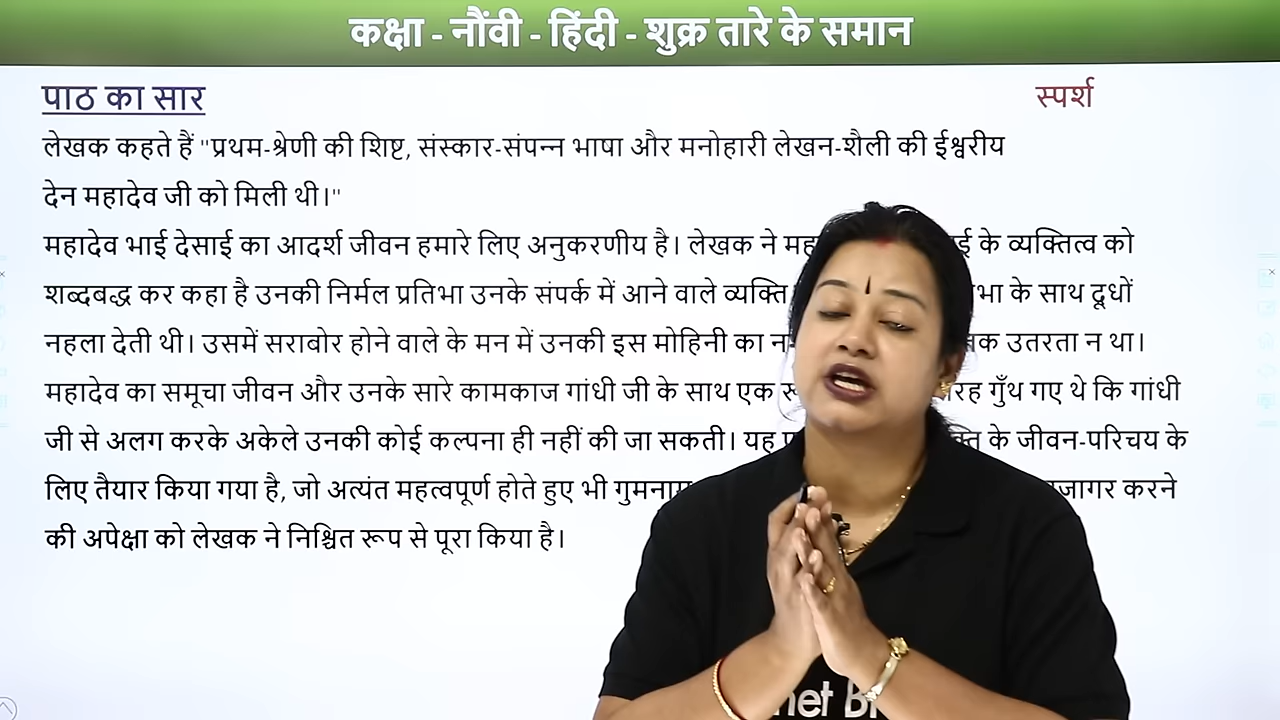 कक्षा - नौंवी - हिंदी - शुक्र तारे के समान
पाठ का सार
स्पर्श
लेखक कहते हैं "प्रथम-श्रेणी की शिष्ट, संस्कार-संपन्न भाषा और मनोहारी लेखन-शैली की ईश्वरीय
देन महादेव जी को मिली थी।"
महादेव भाई देसाई का आदर्श जीवन हमारे लिए अनुकरणीय है। लेखक ने के व्यक्तित्व को
शब्दबद्ध कर कहा है उनकी निर्मल प्रतिभा उनके संपर्क में आने वाले व्यक्ति के साथ दूधों
नहला देती थी। उसमें सराबोर होने वाले के मन में उनकी इस मोहिनी का उतरता न था।
महादेव का समूचा जीवन और उनके सारे कामकाज गांधी जी के साथ एक गुँथ गए थे कि गांधी
जी से अलग करके अकेले उनकी कोई कल्पना ही नहीं की जा सकती। यह के जीवन-परिचय के
लिए तैयार किया गया है, जो अत्यंत महत्वपूर्ण होते हुए भी गुमनाम करने
की अपेक्षा को लेखक ने निश्चित रूप से पूरा किया है।